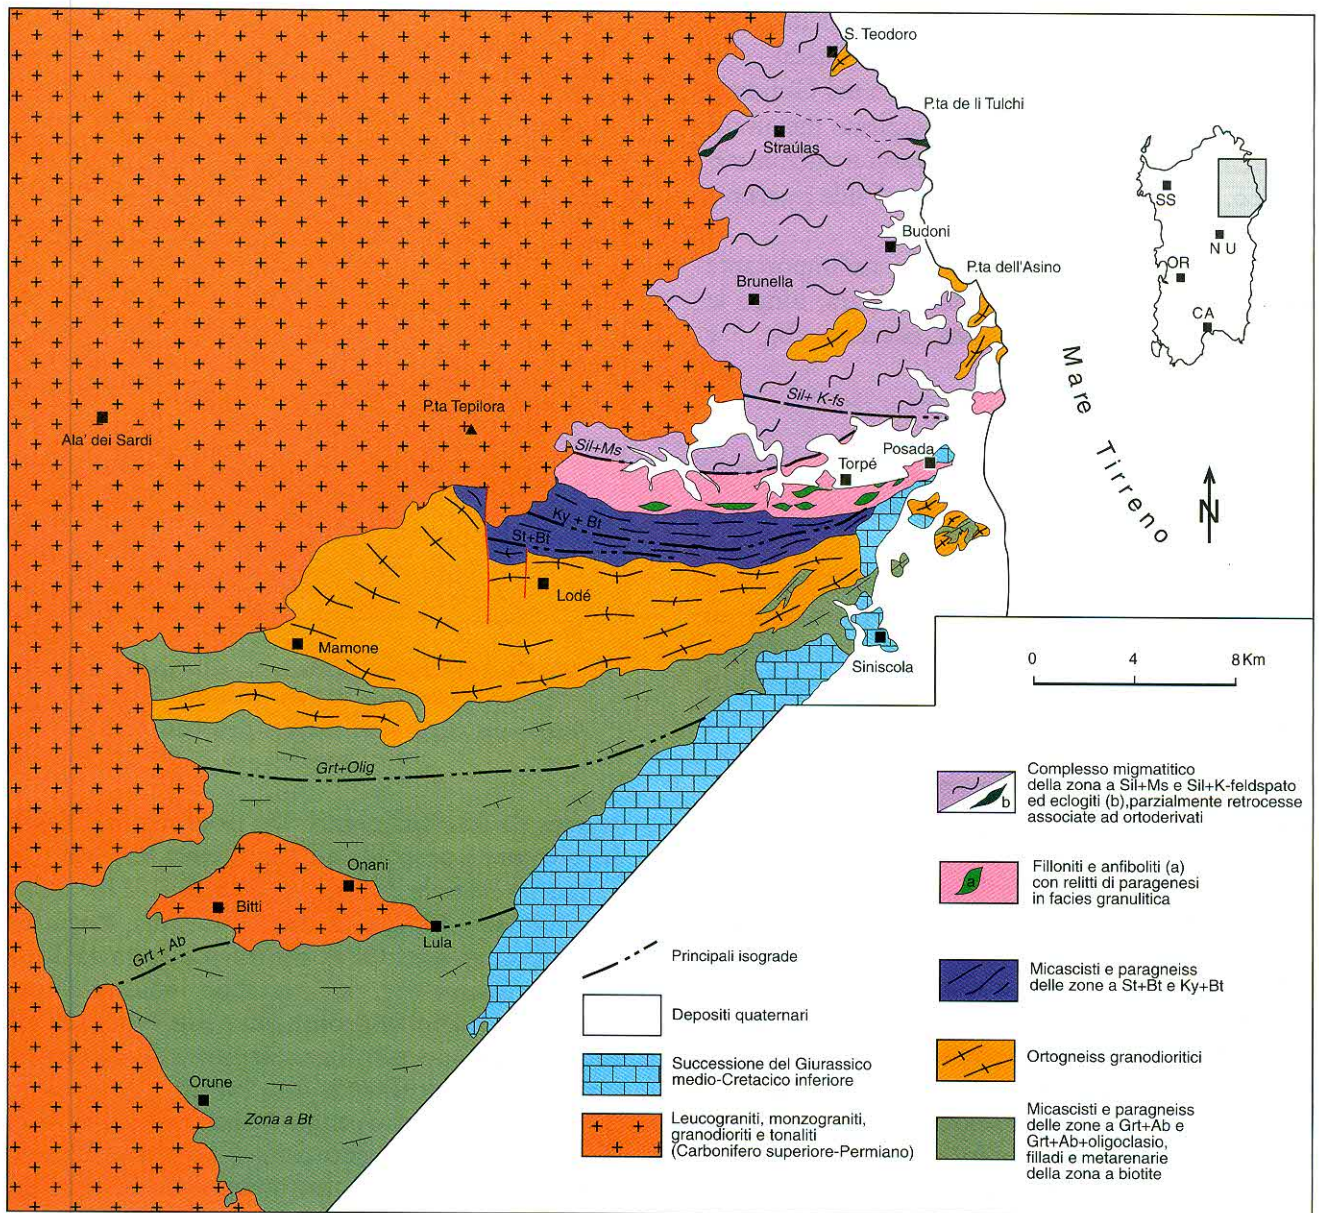 S. Teodoro
P.ta de li Tulchi
Straúlas
Budoni
P.ta dell'Asino
Brunella
SS
N U
OR
CA
Mare Tirreno
Sil+ K-fs
P.ta Tepilora
Ala' dei Sardi
Sil+Ms
Posada
Torpé
N
Ky + Bt
St+Bt
Lodé
Mamone
Siniscola
0 4 8 Km
Grt+Olig
Onani
Bitti
Lula
Grt + Ab
Orune
Zona a Bt
Principali isograde
Depositi quaternari
Successione del Giurassico
medio-Cretacico inferiore
Leucograniti, monzograniti,
granodioriti e tonaliti
(Carbonifero superiore-Permiano)
b
Complesso migmatitico
della zona a Sil+Ms e Sil+K-feldspato
ed eclogiti (b),parzialmente retrocesse
associate ad ortoderivati
a
Filloniti e anfiboliti (a)
con relitti di paragenesi
in facies granulitica
Micascisti e paragneiss
delle zone a St+Bt e Ky+Bt
Ortogneiss granodioritici
Micascisti e paragneiss
delle zone a Grt+Ab e
Grt+Ab+oligoclasio,
filladi e metarenarie
della zona a biotite